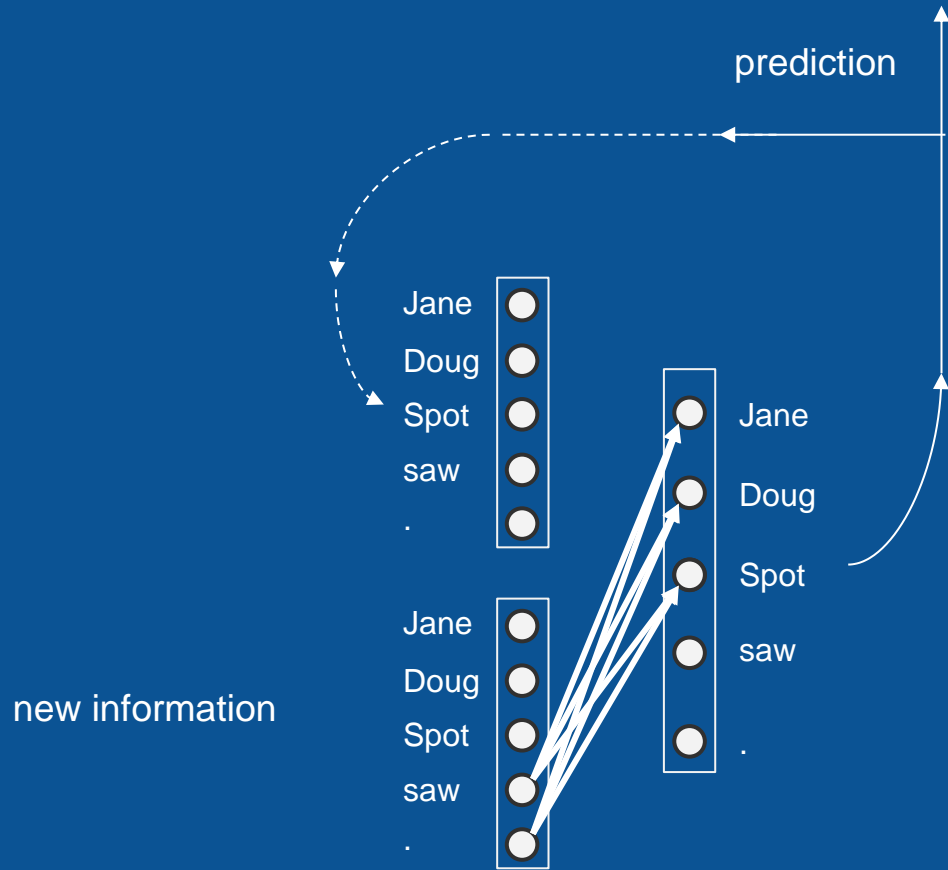 prediction
Jane
Doug
Spot
saw
.
Jane
Doug
Spot
saw
.
new information
Jane
Doug
Spot
saw
.